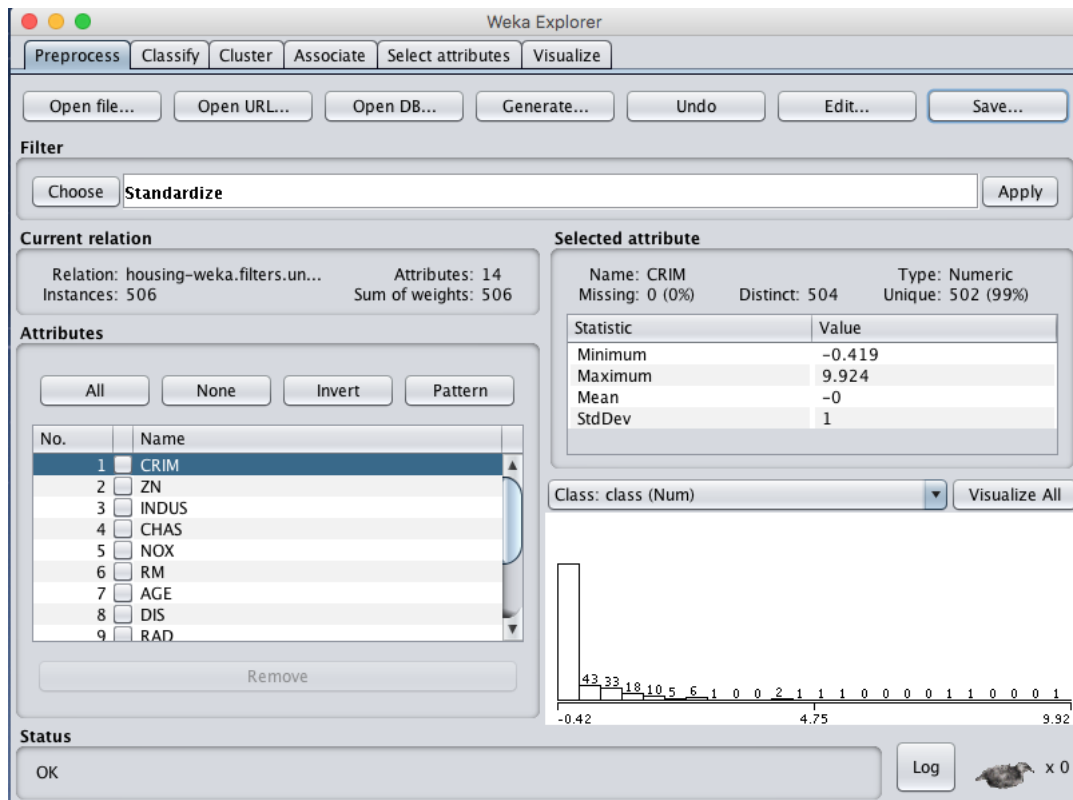 Weka Explorer
Preprocess Classify Cluster Associate Select attributes Visualize
Open file... Open URL... Open DB... Generate... Undo Edit... Save...
Filter
Choose Standardize Apply
Current relation
Relation: housing-weka.filters.un... Attributes: 14
Instances: 506 Sum of weights: 506
Attributes
All None Invert Pattern
No. Name
1 CRIM
2 ZN
3 INDUS
4 CHAS
5 NOX
6 RM
7 AGE
8 DIS
9 RAD
Remove
Selected attribute
Name: CRIM Type: Numeric
Missing: 0 (0%) Distinct: 504 Unique: 502 (99%)
Statistic Value
Minimum -0.419
Maximum 9.924
Mean -0
StdDev 1
Class: class (Num) Visualize All
43 33 18 10 5 6 1 0 0 2 1 1 1 0 0 0 0 1 1 0 0 0 1
-0.42 4.75 9.92
Status
OK Log x 0